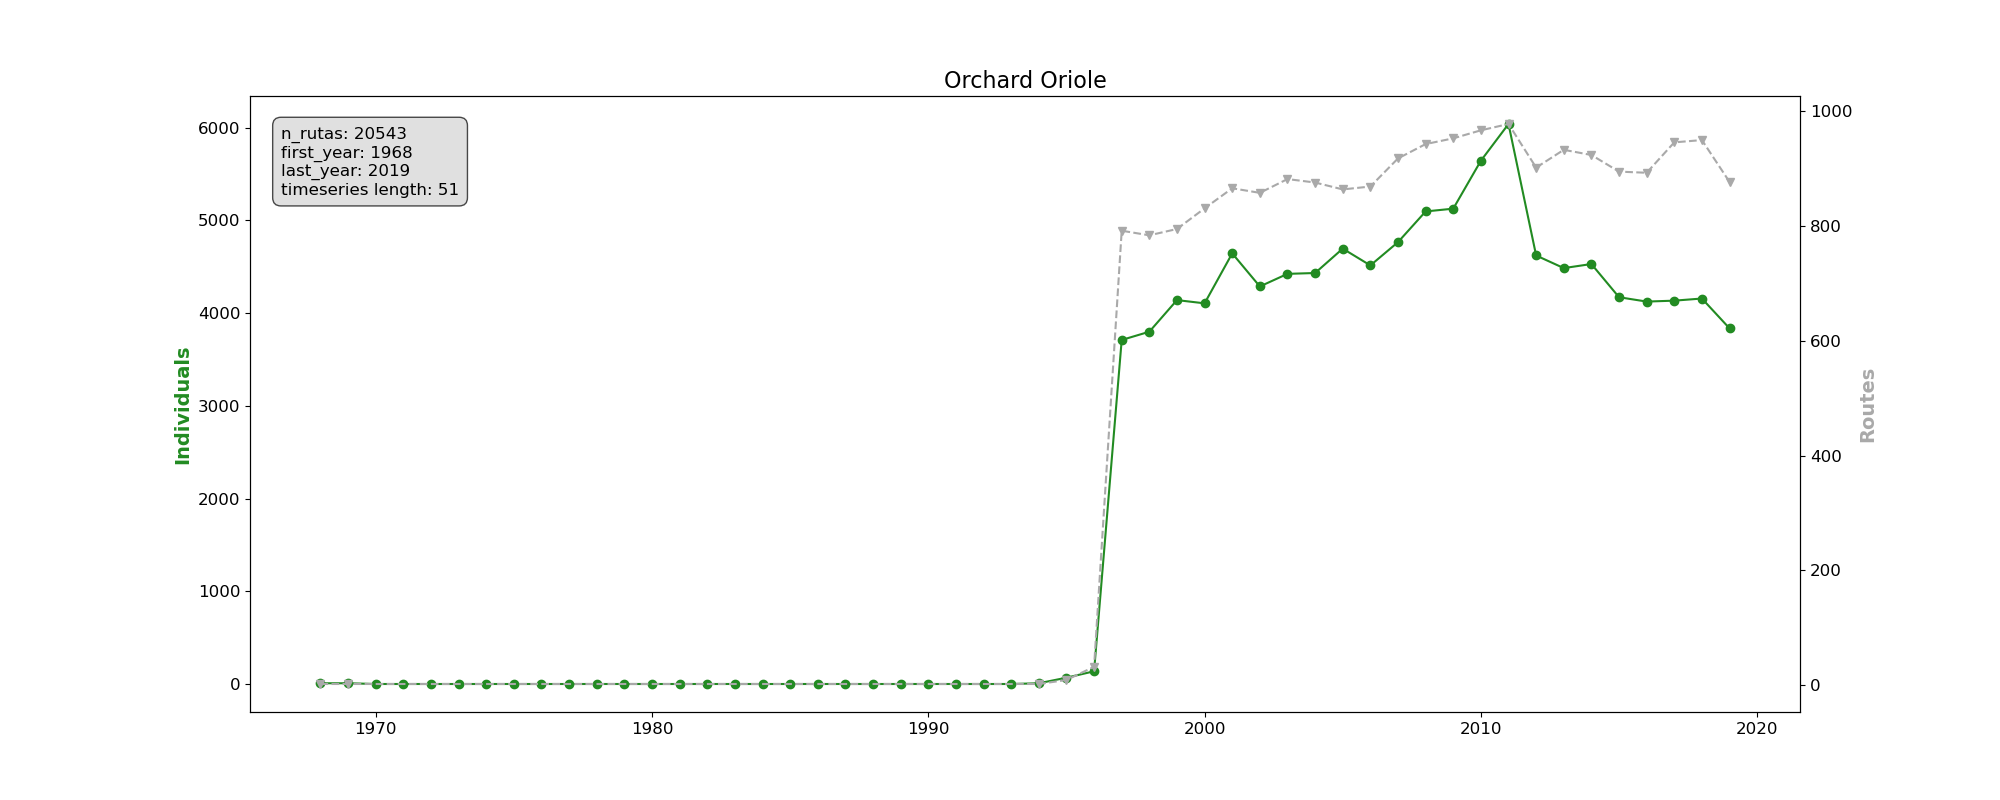 Orchard Oriole
n_rutas: 20543
first_year: 1968
last_year: 2019
timeseries length: 51
Individuals
6000
5000
4000
3000
2000
1000
0
1000
800
600
400
200
0
Routes
1970 1980 1990 2000 2010 2020